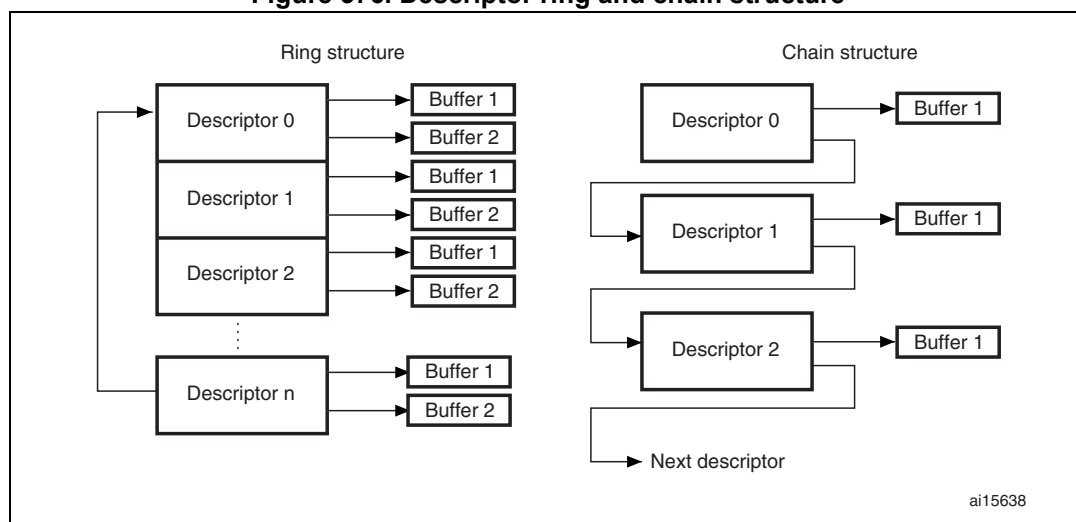 Figure Descriptor ring and chain structure
Ring structure
Descriptor 0
Buffer 1
Buffer 2
Descriptor 1
Buffer 1
Buffer 2
Descriptor 2
Buffer 1
Buffer 2
Descriptor n
Buffer 1
Buffer 2
Chain structure
Descriptor 0
Buffer 1
Descriptor 1
Buffer 1
Descriptor 2
Buffer 1
Next descriptor
ai15638